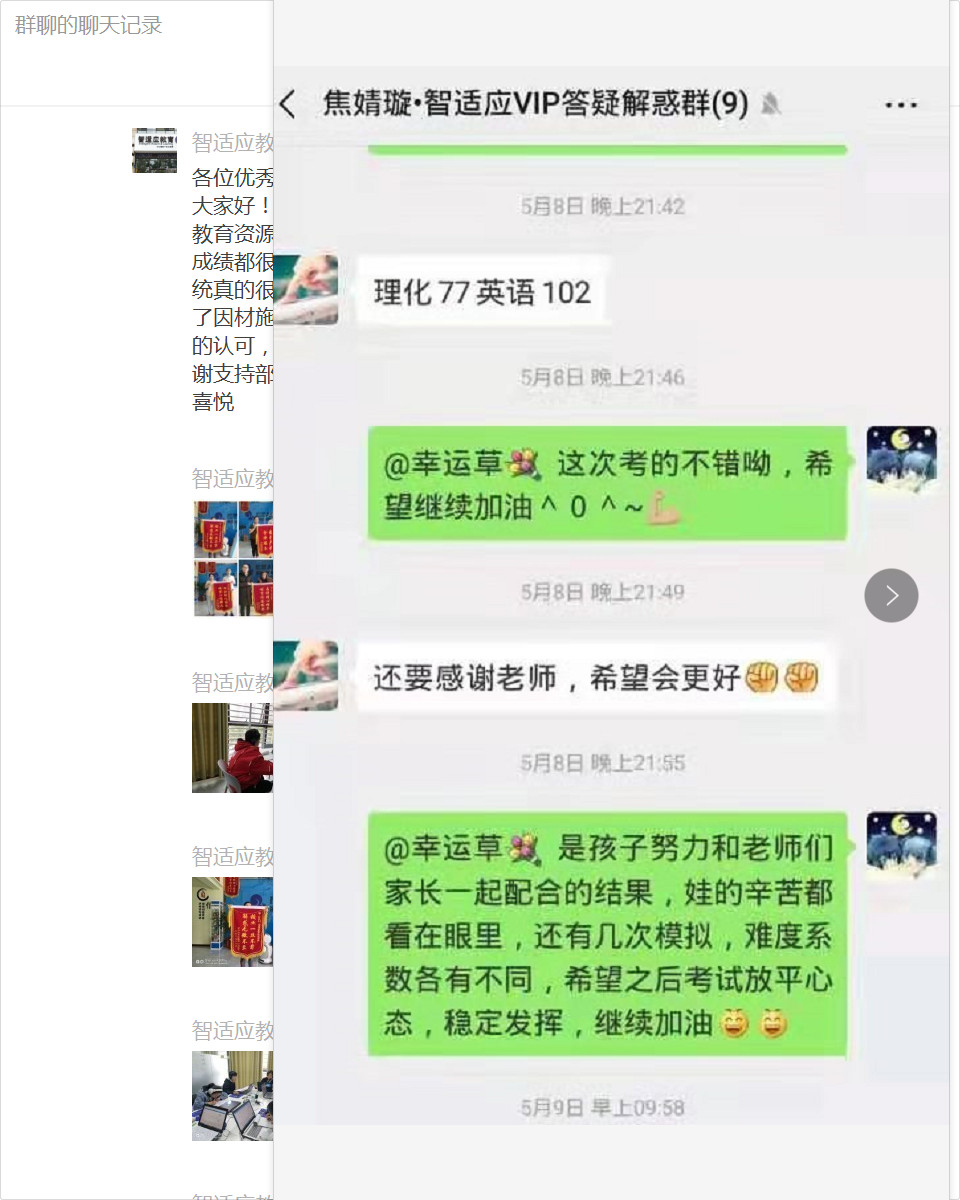 群聊的聊天记录
智适应教
各位优秀
大家好！
教育资源
成绩都很
统真的很
了因材施
的认可，
谢支持部
喜悦
智适应教
智适应教
智适应教
智适应教
焦婧璇•智适应VIP答疑解惑群(9)
5月8日 晚上21:42
理化 77 英语 102
5月8日 晚上21:46
@幸运草💐 这次考的不错呦，希
望继续加油＾０＾~💪
5月8日 晚上21:49
还要感谢老师，希望会更好✊✊
5月8日 晚上21:55
@幸运草💐 是孩子努力和老师们
家长一起配合的结果，娃的辛苦都
看在眼里，还有几次模拟，难度系
数各有不同，希望之后考试放平心
态，稳定发挥，继续加油😄 😄
5月9日 早上09:58